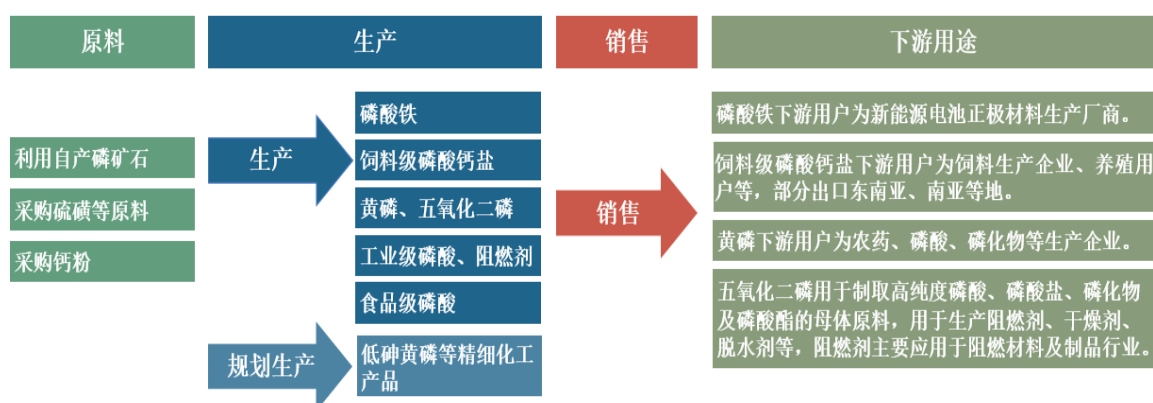 原料
生产
销售
下游用途
利用自产磷矿石
采购硫磺等原料
采购钙粉
生产
磷酸铁
饲料级磷酸钙盐
黄磷、五氧化二磷
工业级磷酸、阻燃剂
食品级磷酸
规划生产
低砷黄磷等精细化工
产品
销售
磷酸铁下游用户为新能源电池正极材料生产厂商。
饲料级磷酸钙盐下游用户为饲料生产企业、养殖用
户等，部分出口东南亚、南亚等地。
黄磷下游用户为农药、磷酸、磷化物等生产企业。
五氧化二磷用于制取高纯度磷酸、磷酸盐、磷化物
及磷酸酯的母体原料，用于生产阻燃剂、干燥剂、
脱水剂等，阻燃剂主要应用于阻燃材料及制品行业。